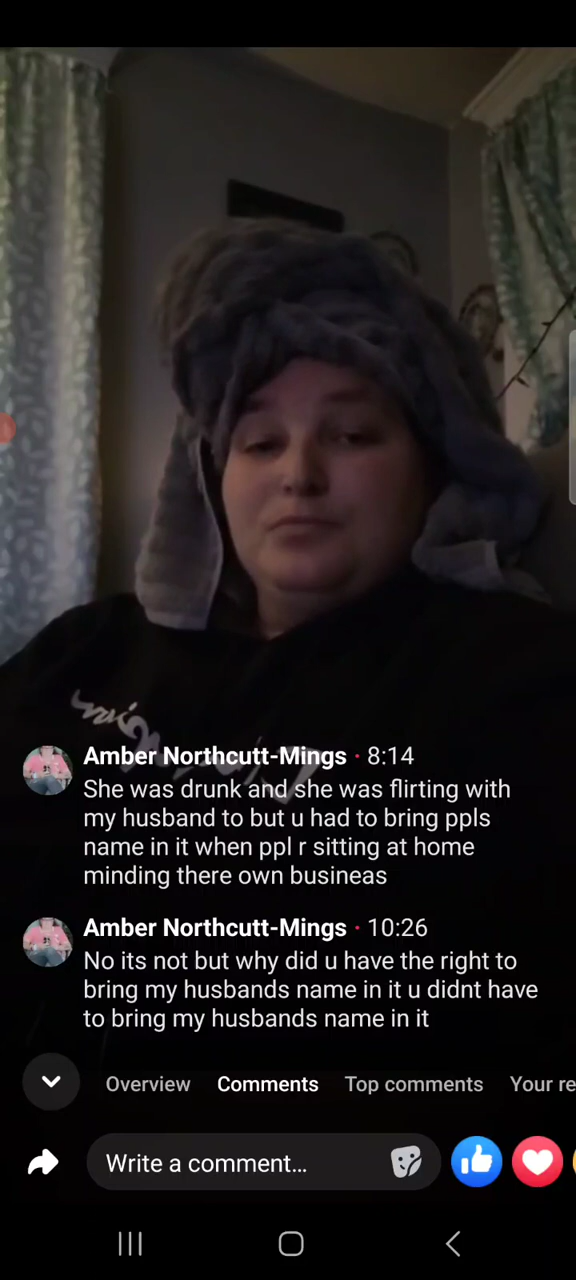 Amber Northcutt-Mings · 8:14
She was drunk and she was flirting with
my husband to but u had to bring ppls
name in it when ppl r sitting at home
minding there own busineas
Amber Northcutt-Mings · 10:26
No its not but why did u have the right to
bring my husbands name in it u didnt have
to bring my husbands name in it
Overview Comments Top comments Your re
Write a comment...